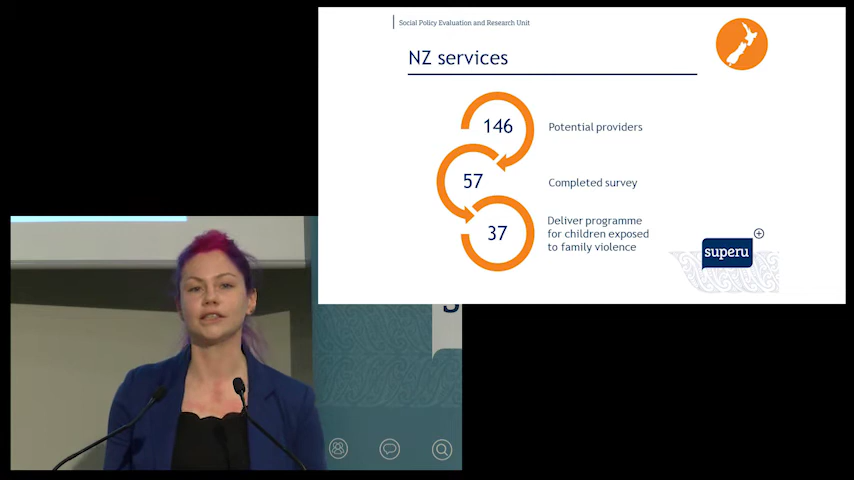 Social Policy Evaluation and Research Unit
NZ services
146
Potential providers
57
Completed survey
37
Deliver programme
for children exposed
to family violence
superu